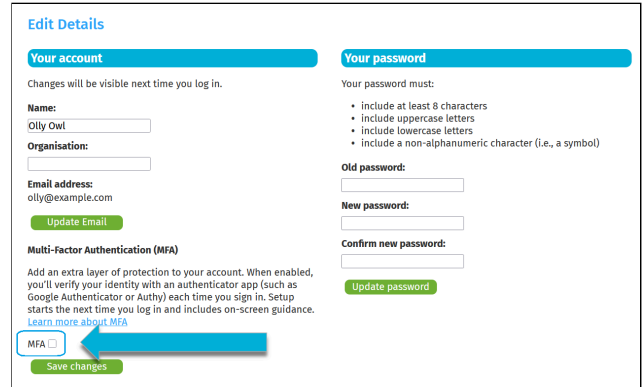 Edit Details
Your account
Changes will be visible next time you log in.
Name:
Olly Owl
Organisation:
Email address:
olly@example.com
Update Email
Multi-Factor Authentication (MFA)
Add an extra layer of protection to your account. When enabled,
you'll verify your identity with an authenticator app (such as
Google Authenticator or Authy) each time you sign in. Setup
starts the next time you log in and includes on-screen guidance.
Learn more about MFA
MFA
Save changes
Your password
Your password must:
• include at least 8 characters
• include uppercase letters
• include lowercase letters
• include a non-alphanumeric character (i.e., a symbol)
Old password:
New password:
Confirm new password:
Update password